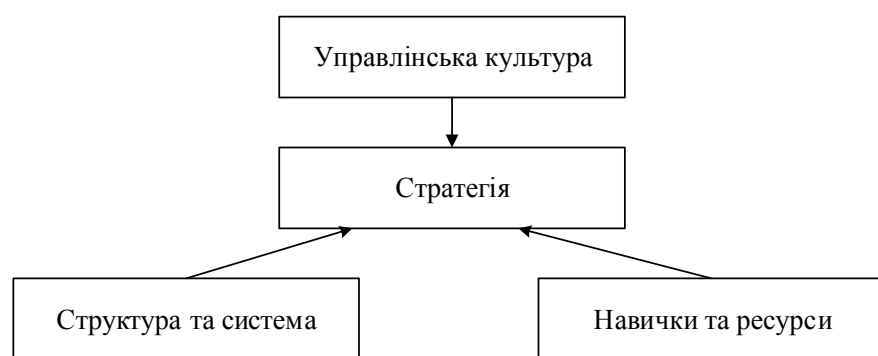 Управлінська культура
Стратегія
Структура та система
Навички та ресурси